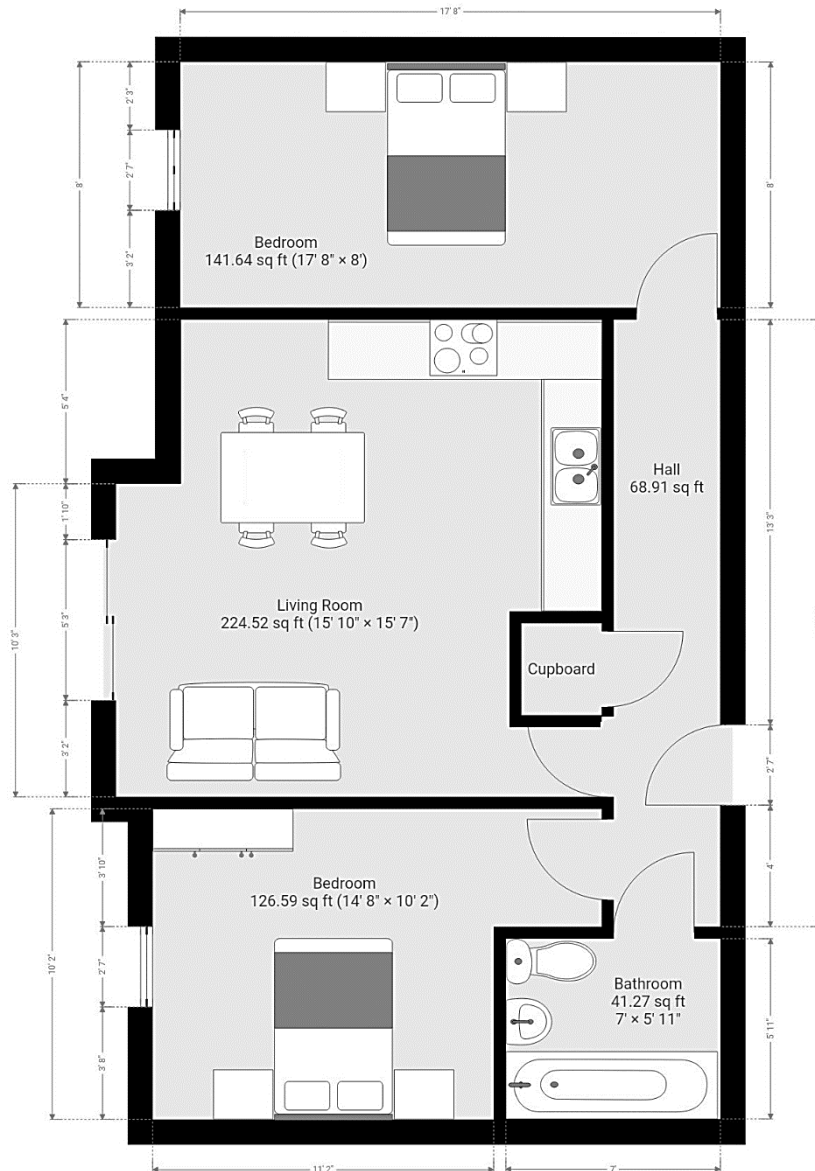 17' 8"
2' 3"
2' 7"
3' 2"
8'
8'
Bedroom
141.64 sq ft (17' 8" × 8')
5' 4"
Hall
68.91 sq ft
13' 3"
1' 10"
5' 3"
3' 2"
10' 3"
Living Room
224.52 sq ft (15' 10" × 15' 7")
Cupboard
2' 7"
4'
3' 10"
2' 7"
3' 8"
10' 2"
Bedroom
126.59 sq ft (14' 8" × 10' 2")
Bathroom
41.27 sq ft
7' × 5' 11"
5' 11"
11' 2"
7'